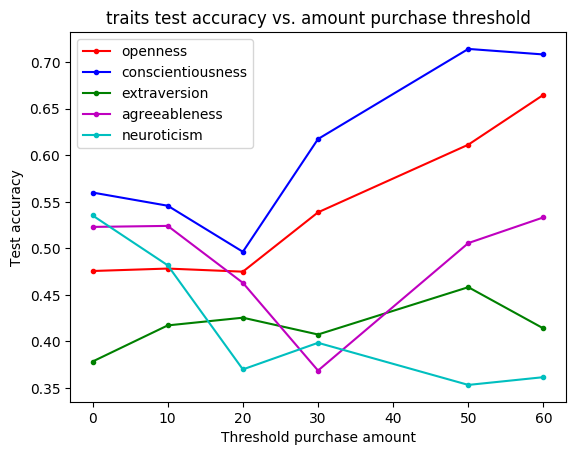 traits test accuracy vs. amount purchase threshold
openness
conscientiousness
extraversion
agreeableness
neuroticism
Test accuracy
0.70
0.65
0.60
0.55
0.50
0.45
0.40
0.35
0 10 20 30 40 50 60
Threshold purchase amount